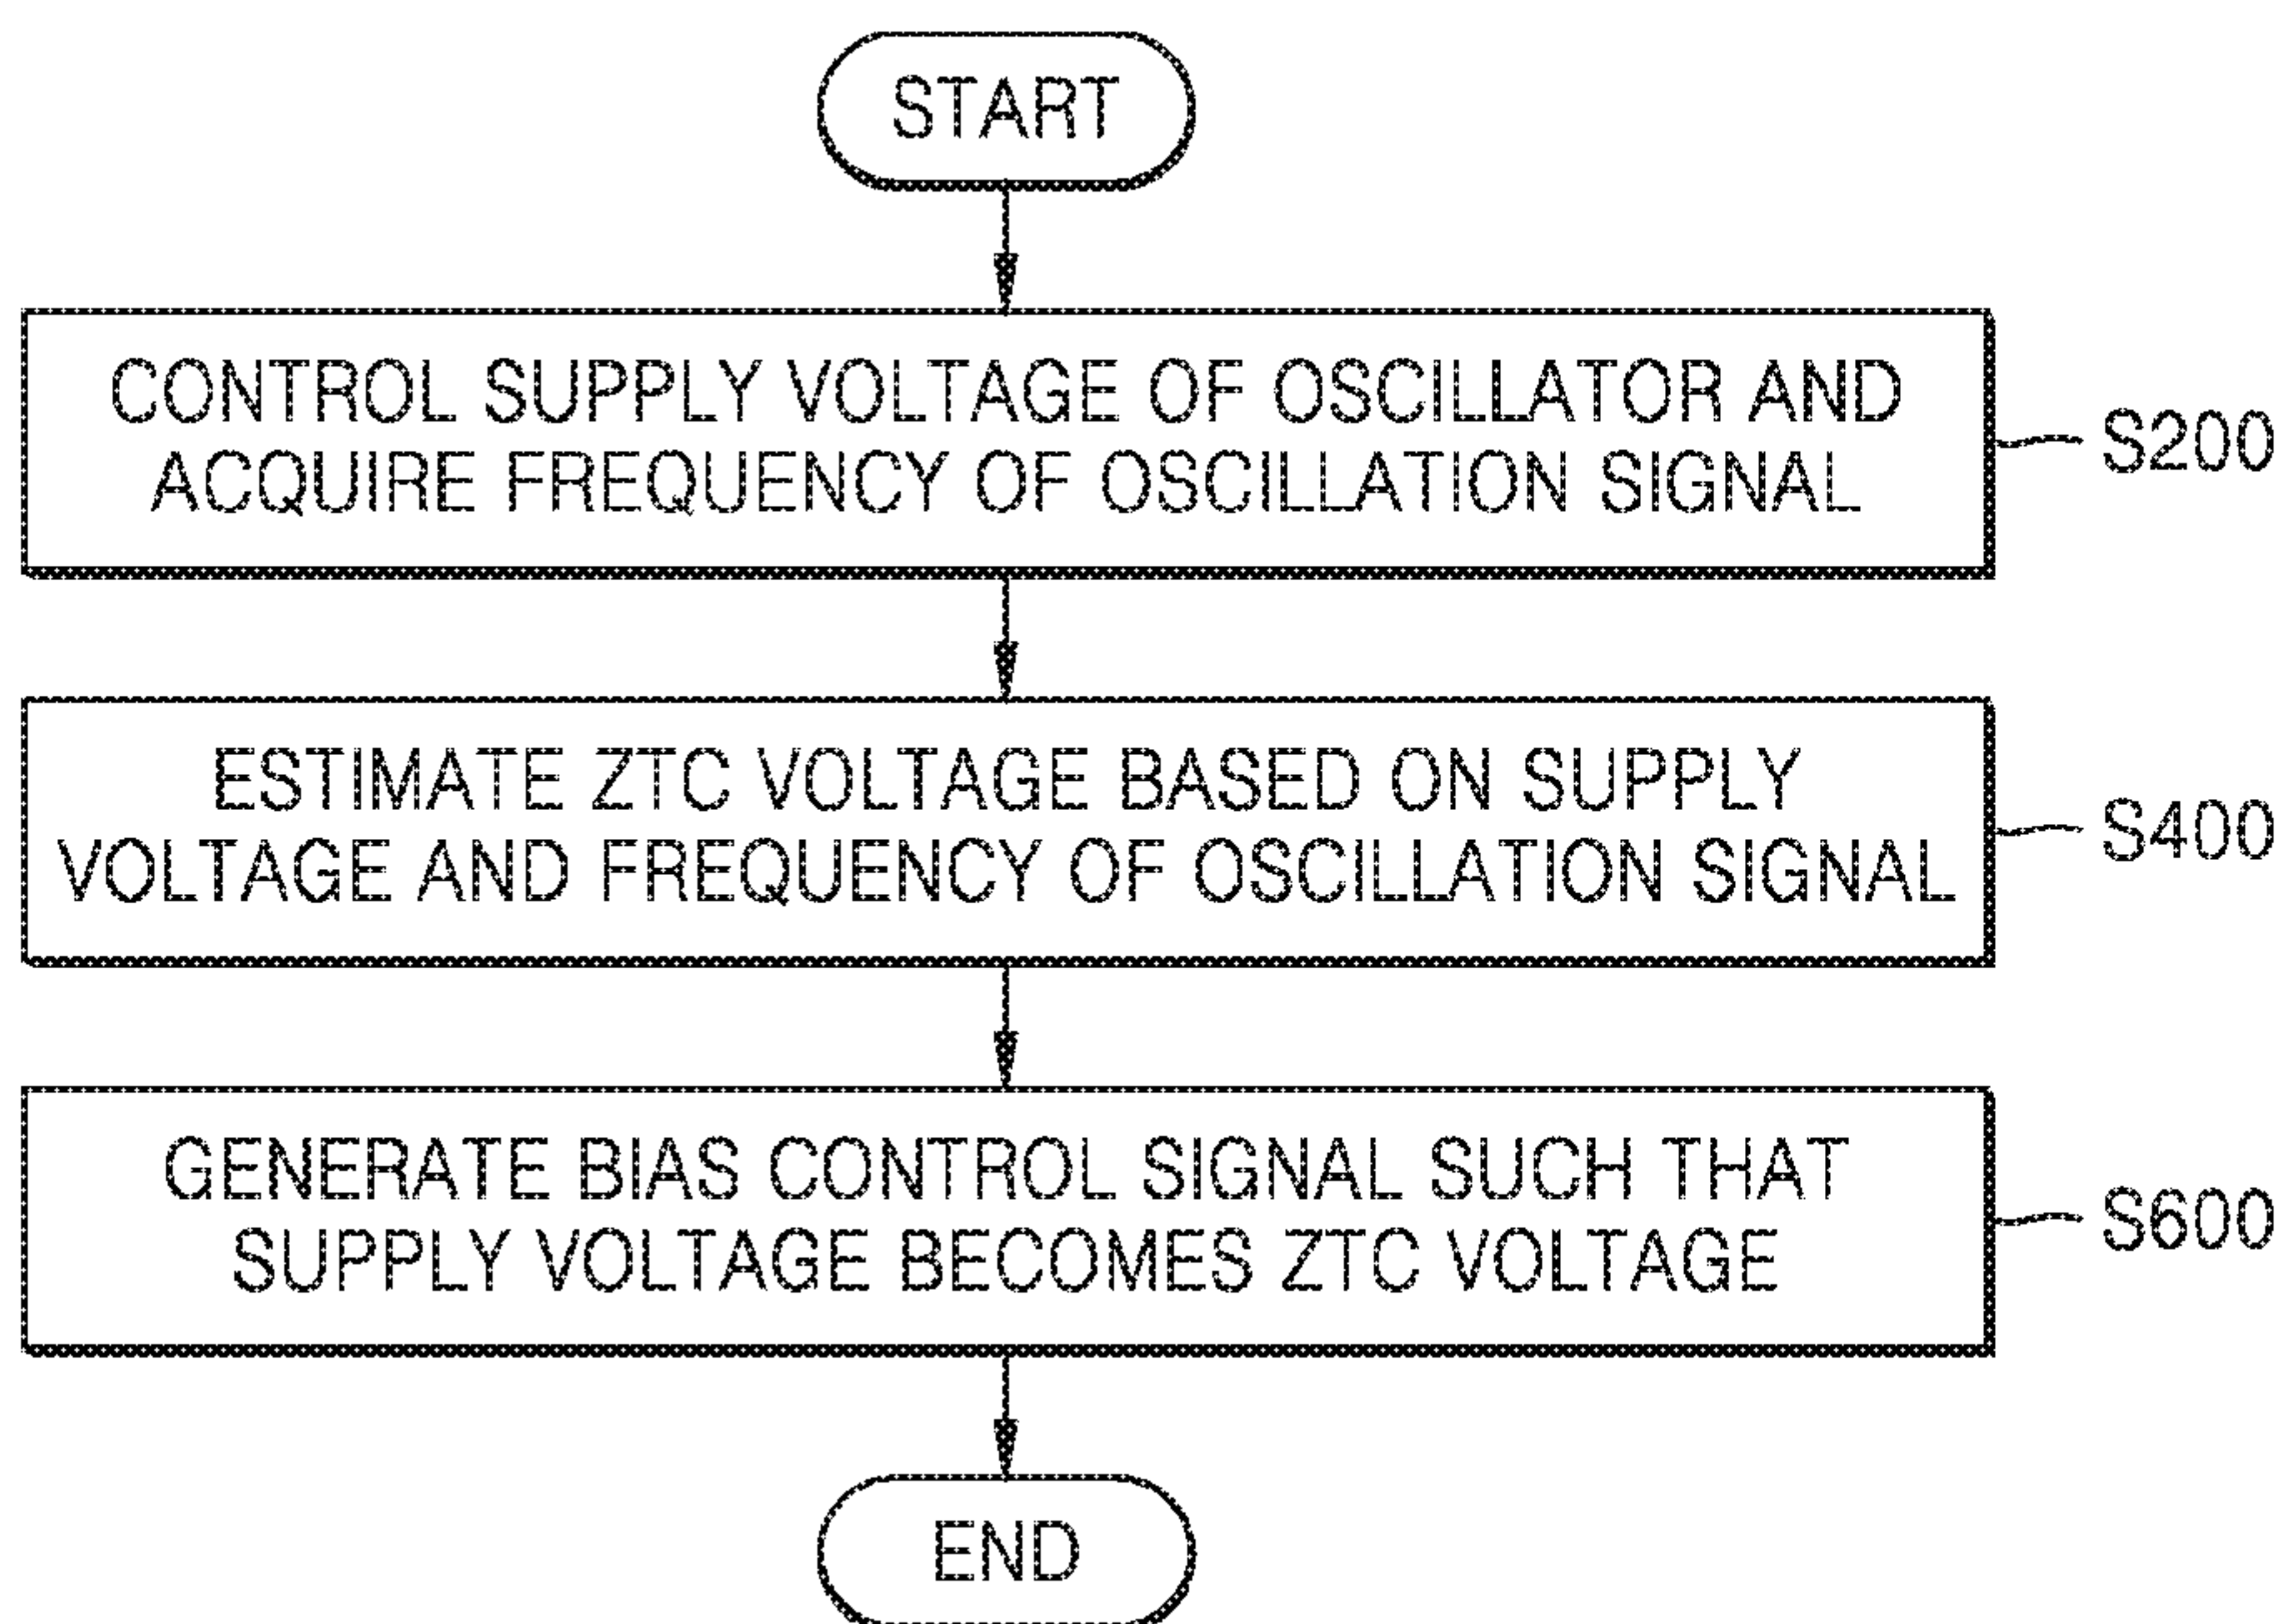 START
CONTROL SUPPLY VOLTAGE OF OSCILLATOR AND
ACQUIRE FREQUENCY OF OSCILLATION SIGNAL
S200
ESTIMATE ZTC VOLTAGE BASED ON SUPPLY
VOLTAGE AND FREQUENCY OF OSCILLATION SIGNAL
S400
GENERATE BIAS CONTROL SIGNAL SUCH THAT
SUPPLY VOLTAGE BECOMES ZTC VOLTAGE
S600
END